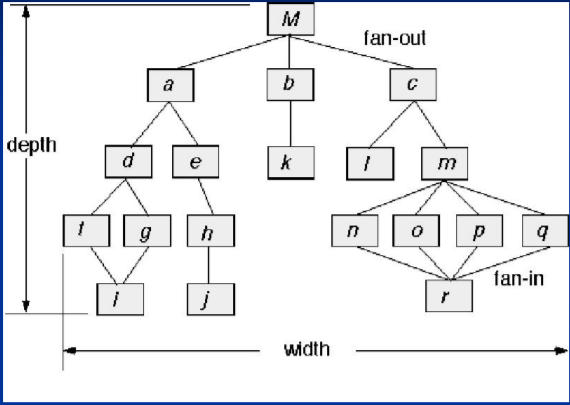 M
fan-out
a b c
depth
d e k l m
f g h n o p q
i j r
fan-in
width